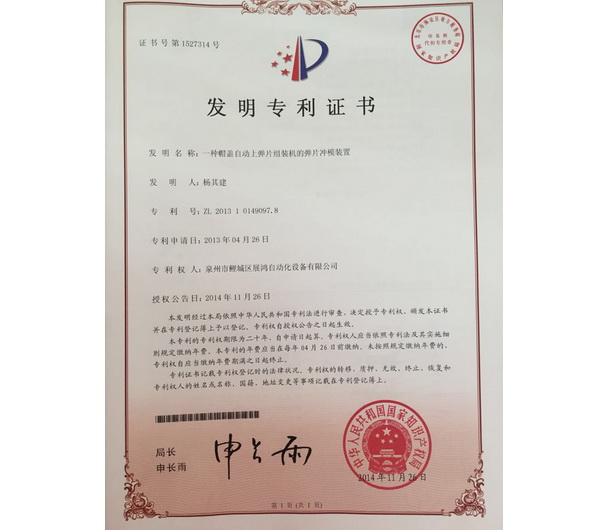 证书号第1527314号
发明专利证书
发明名称：一种帽盖自动上弹片组装机的弹片冲模装置
发明人：杨其建
专利号：ZL 2013 1 0149097.8
专利申请日：2013年04月26日
专利权人：泉州市鲤城区展鸿自动化设备有限公司
授权公告日：2014年11月26日
本发明经过本局依照中华人民共和国专利法进行审查，决定授予专利权，颁发本证书
并在专利登记簿上予以登记。专利权自授权公告之日起生效。
本专利的专利权期限为二十年，自申请日起算。专利权人应当依照专利法及其实施细
则规定缴纳年费。本专利的年费应当在每年04月26日前缴纳。未按照规定缴纳年费的，
专利权自应当缴纳年费期满之日起终止。
专利证书记载专利权登记时的法律状况。专利权的转移、质押、无效、终止、恢复和
专利权人的姓名或名称、国籍、地址变更等事项记载在专利登记簿上。
局长
申长雨
申长雨
中华人民共和国国家知识产权局
2014年11月26日
第1页（共1页）